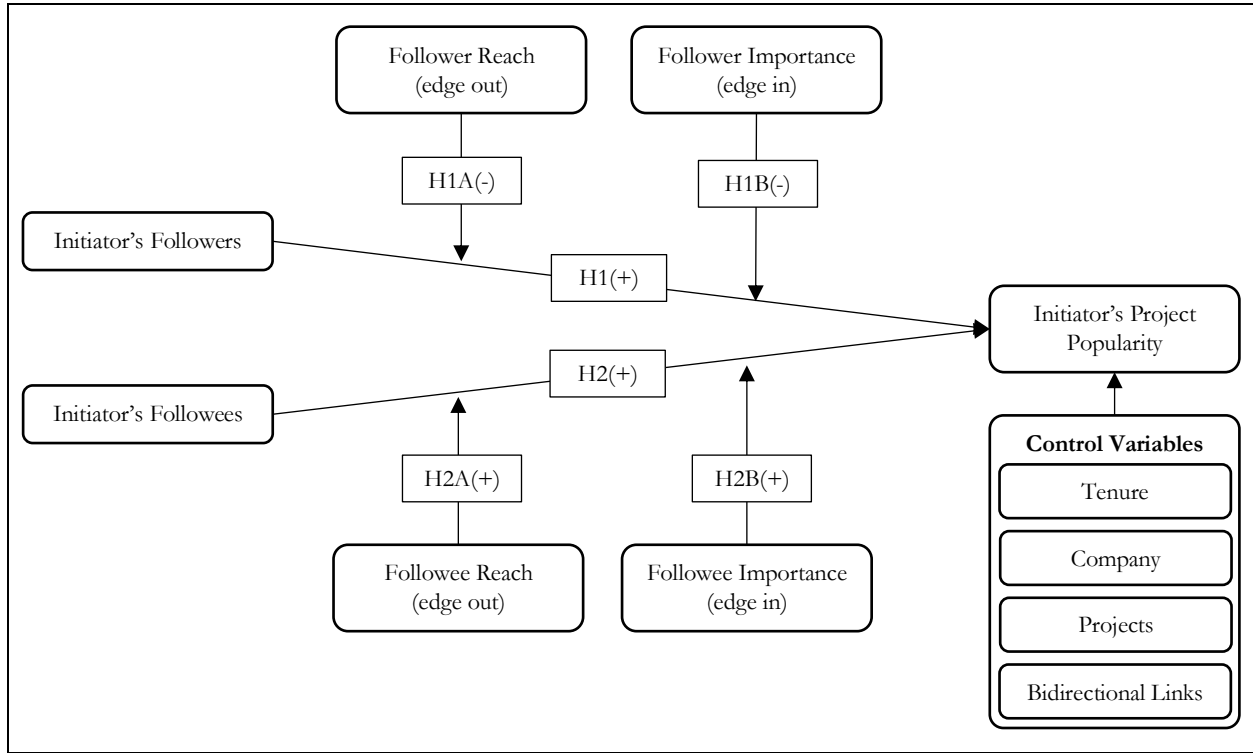 Follower Reach
(edge out)
Follower Importance
(edge in)
H1A(-)
H1B(-)
Initiator's Followers
H1(+)
Initiator's Project
Popularity
H2(+)
Initiator's Followees
H2A(+)
H2B(+)
Followee Reach
(edge out)
Followee Importance
(edge in)
Control Variables
Tenure
Company
Projects
Bidirectional Links